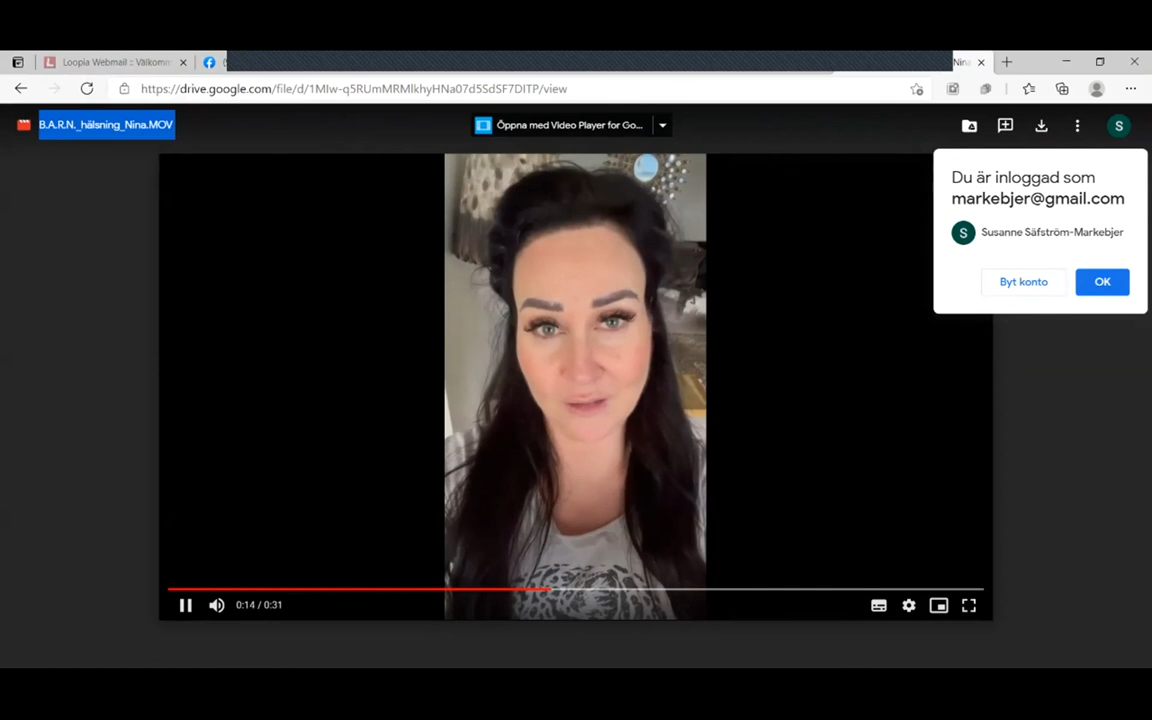 Loopia Webmail :: Välkomm
Nina
https://drive.google.com/file/d/1MIw-q5RUmMRMlkhyHNa07d5SdSF7DITP/view
B.A.R.N._hälsning_Nina.MOV
Öppna med Video Player for Go...
S
Du är inloggad som
markebjer@gmail.com
S Susanne Säfström-Markebjer
Byt konto OK
0:14 / 0:31